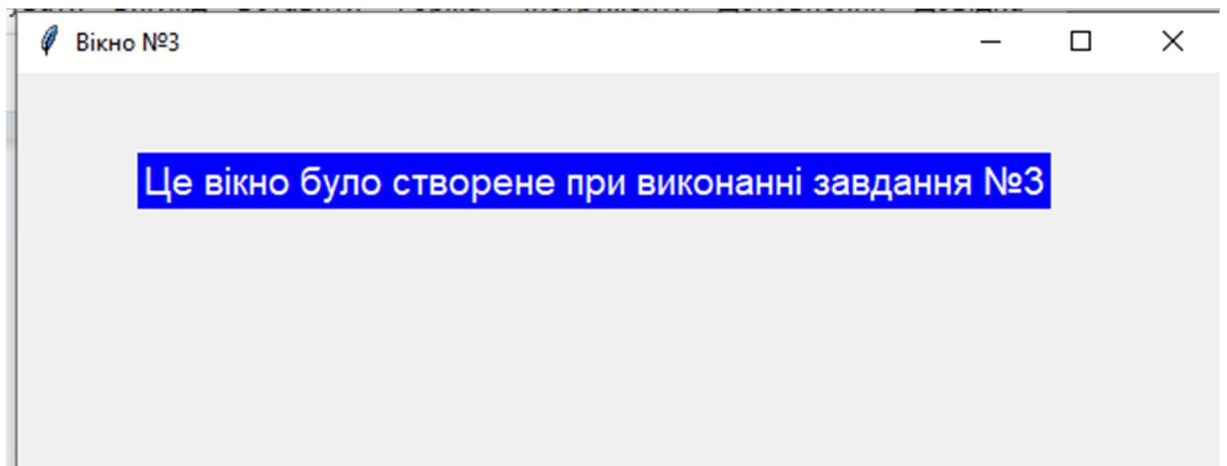 Вікно №3
Це вікно було створене при виконанні завдання №3